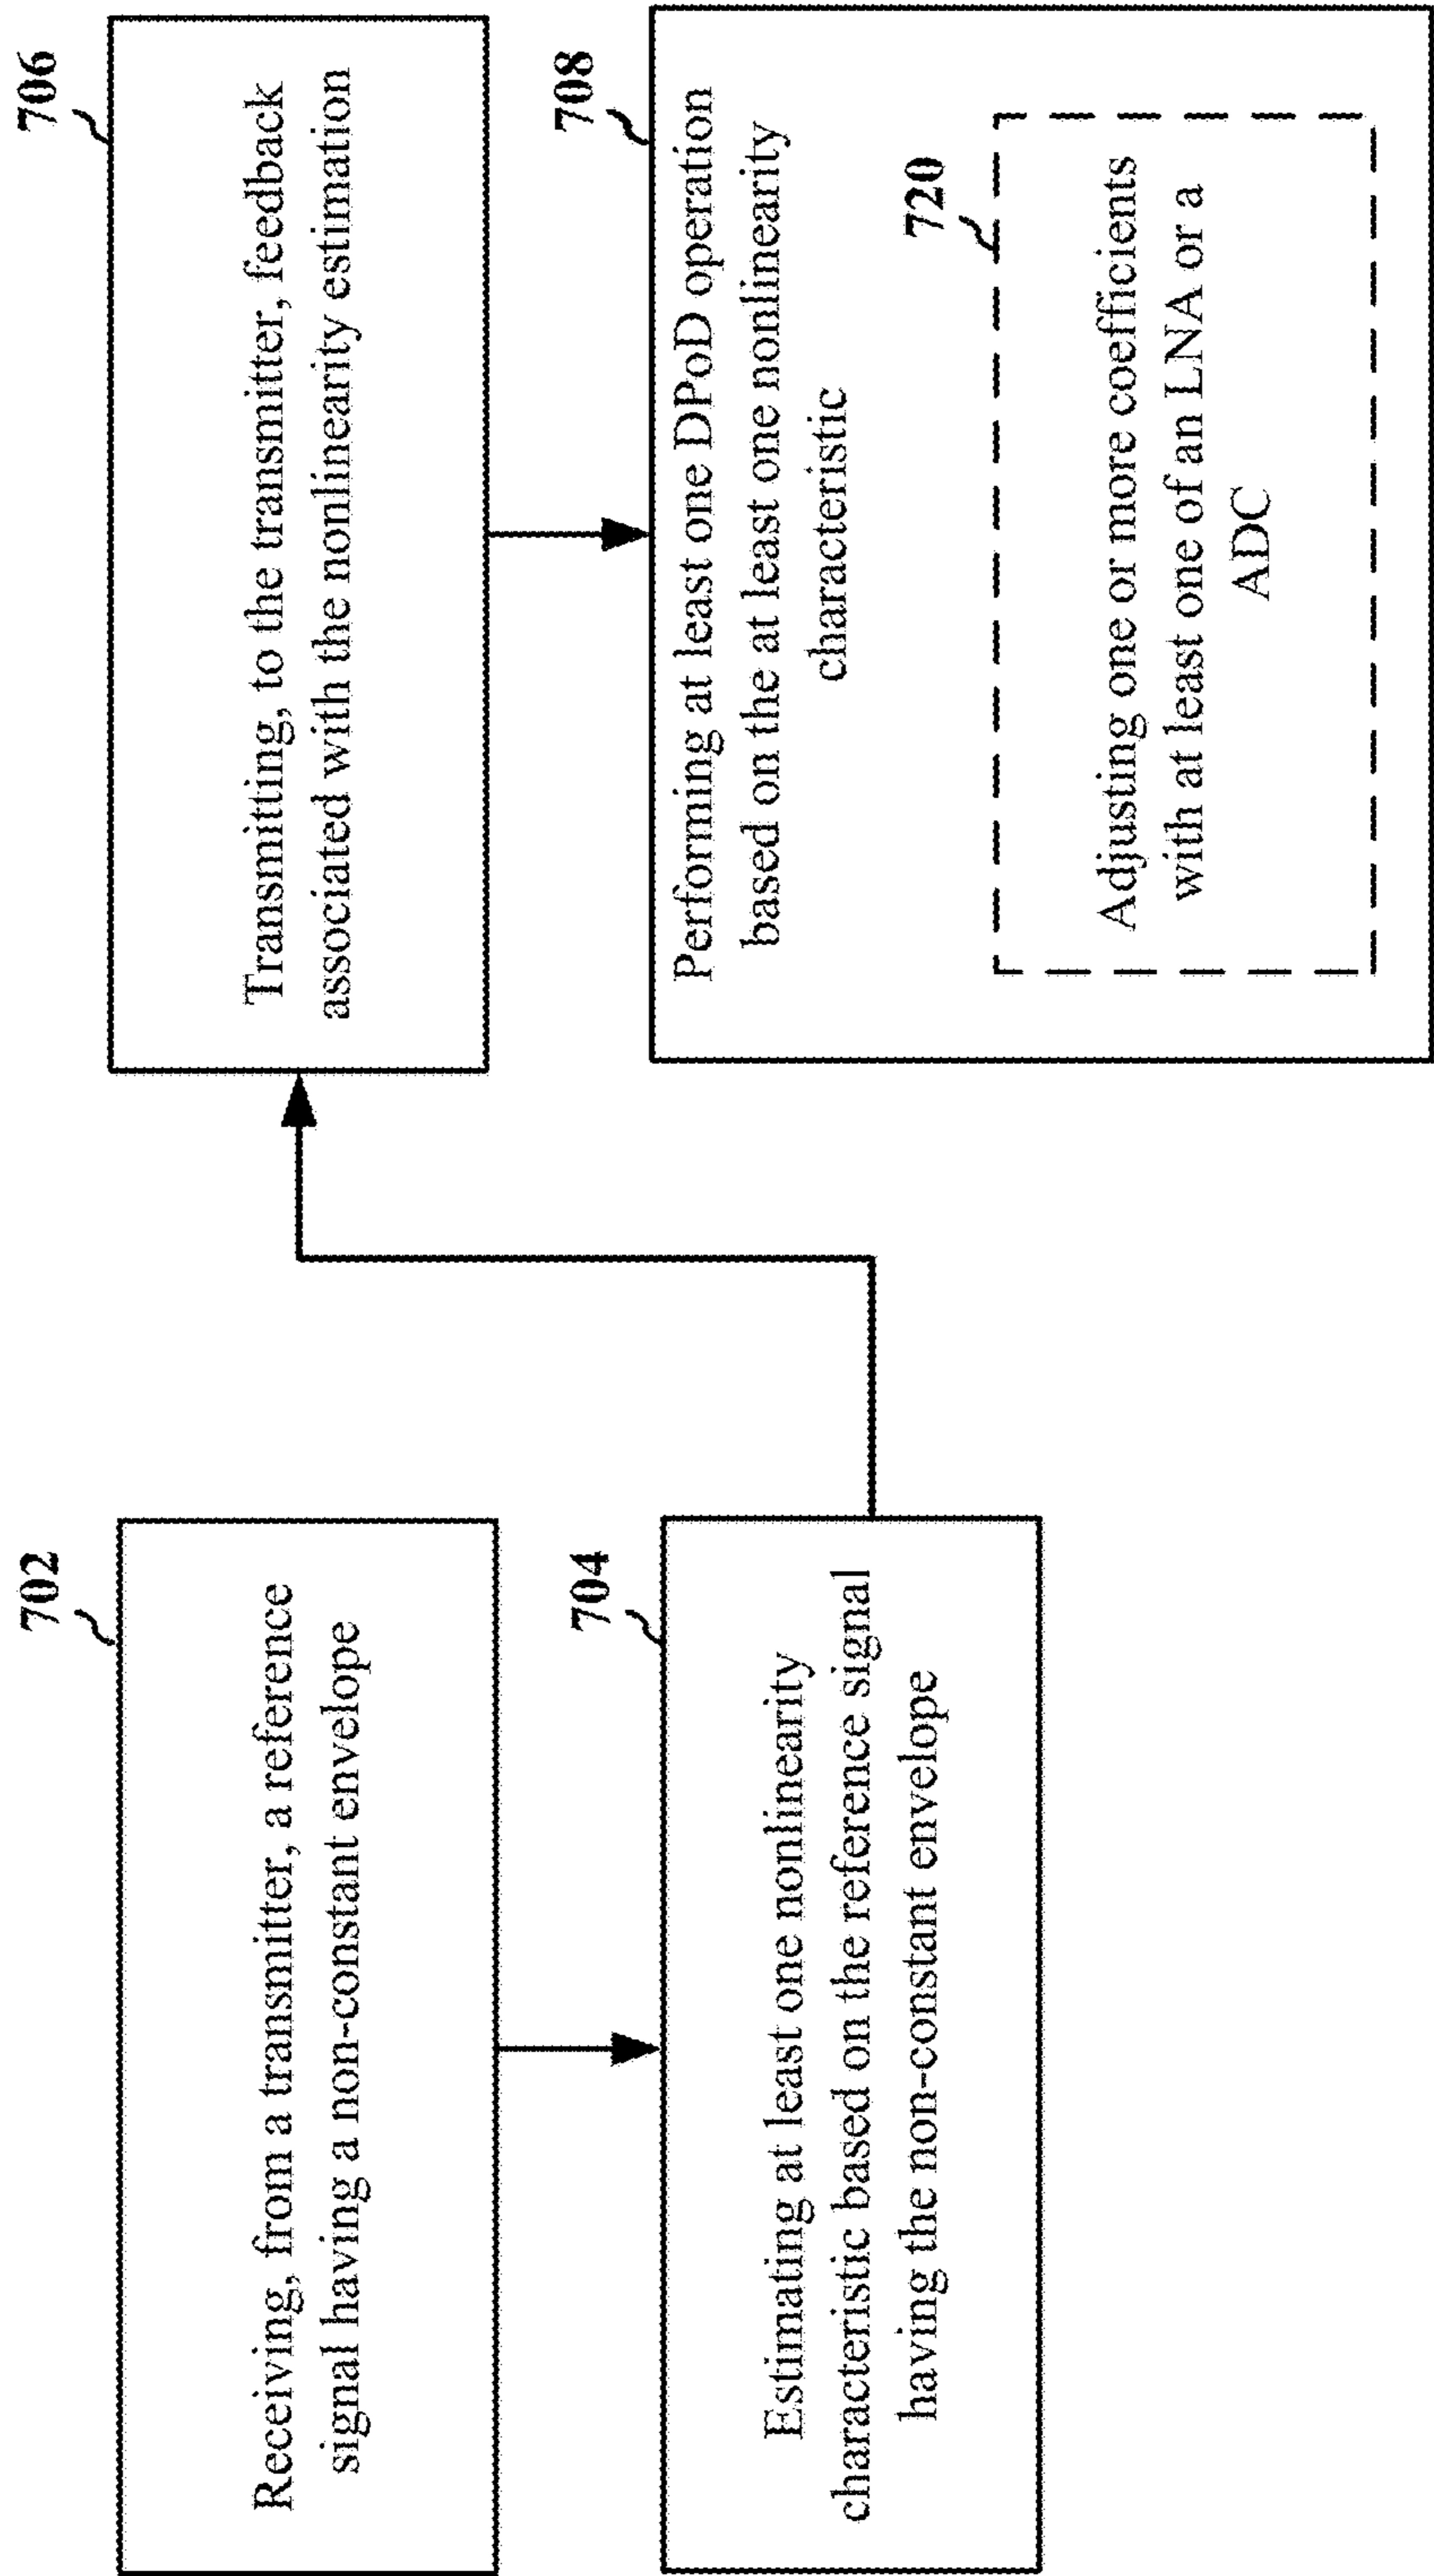 702
Receiving, from a transmitter, a reference
signal having a non-constant envelope
704
Estimating at least one nonlinearity
characteristic based on the reference signal
having the non-constant envelope
706
Transmitting, to the transmitter, feedback
associated with the nonlinearity estimation
708
Performing at least one DPoD operation
based on the at least one nonlinearity
characteristic
720
Adjusting one or more coefficients
with at least one of an LNA or a
ADC